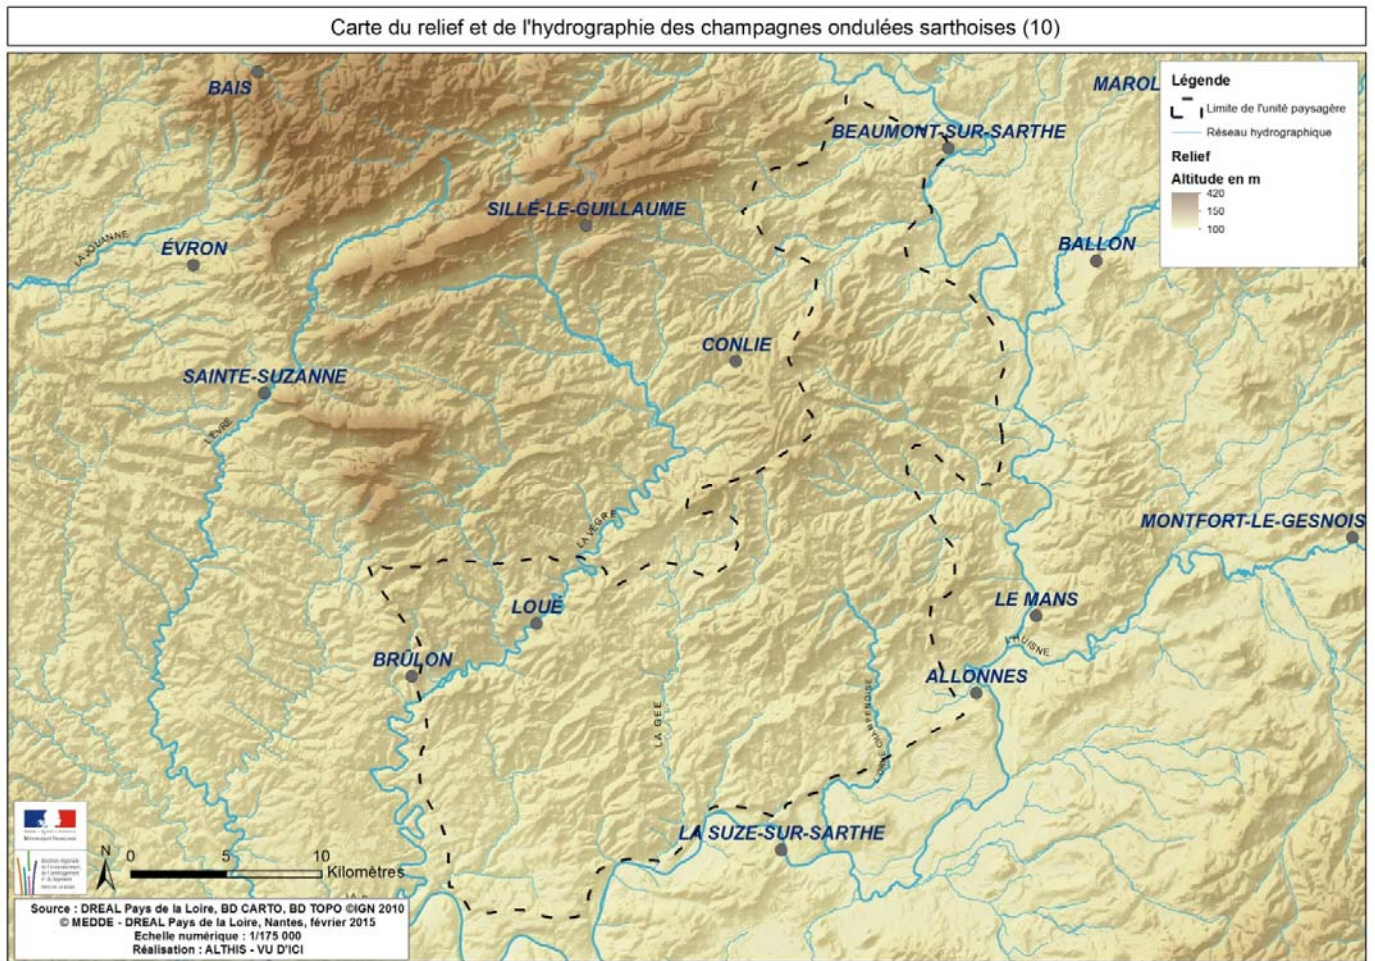 Carte du relief et de l'hydrographie des champagnes ondulées sarthoises (10)
BAIS
MAROL
Légende
Limite de l'unité paysagère
Réseau hydrographique
Relief
Altitude en m
420
150
100
BEAUMONT-SUR-SARTHE
SILLÉ-LE-GUILLAUME
LA JOUANNE
ÉVRON
BALLON
CONLIE
SAINTE-SUZANNE
L'ÈVRE
LA VÈGRE
MONTFORT-LE-GESNOIS
LOUÉ
LE MANS
L'HUISNE
BRÛLON
ALLONNES
LA GEE
LA SUZE-SUR-SARTHE
N
0 5 10
Kilomètres
Source : DREAL Pays de la Loire, BD CARTO, BD TOPO ©IGN 2010
© MEDDE - DREAL Pays de la Loire, Nantes, février 2015
Echelle numérique : 1/175 000
Réalisation : ALTHIS - VU D'ICI